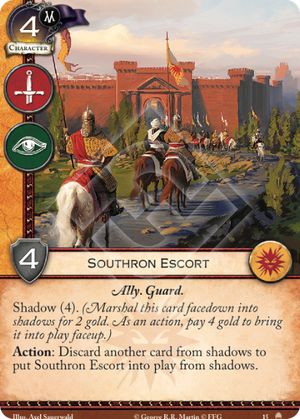 4
CHARACTER
4
SOUTHRON ESCORT
Ally. Guard.
Shadow (4). (Marshal this card facedown into
shadows for 2 gold. As an action, pay 4 gold to bring
it into play faceup.)
Action: Discard another card from shadows to
put Southron Escort into play from shadows.
Illus. Axel Sauerwald © George R.R. Martin © FFG 15